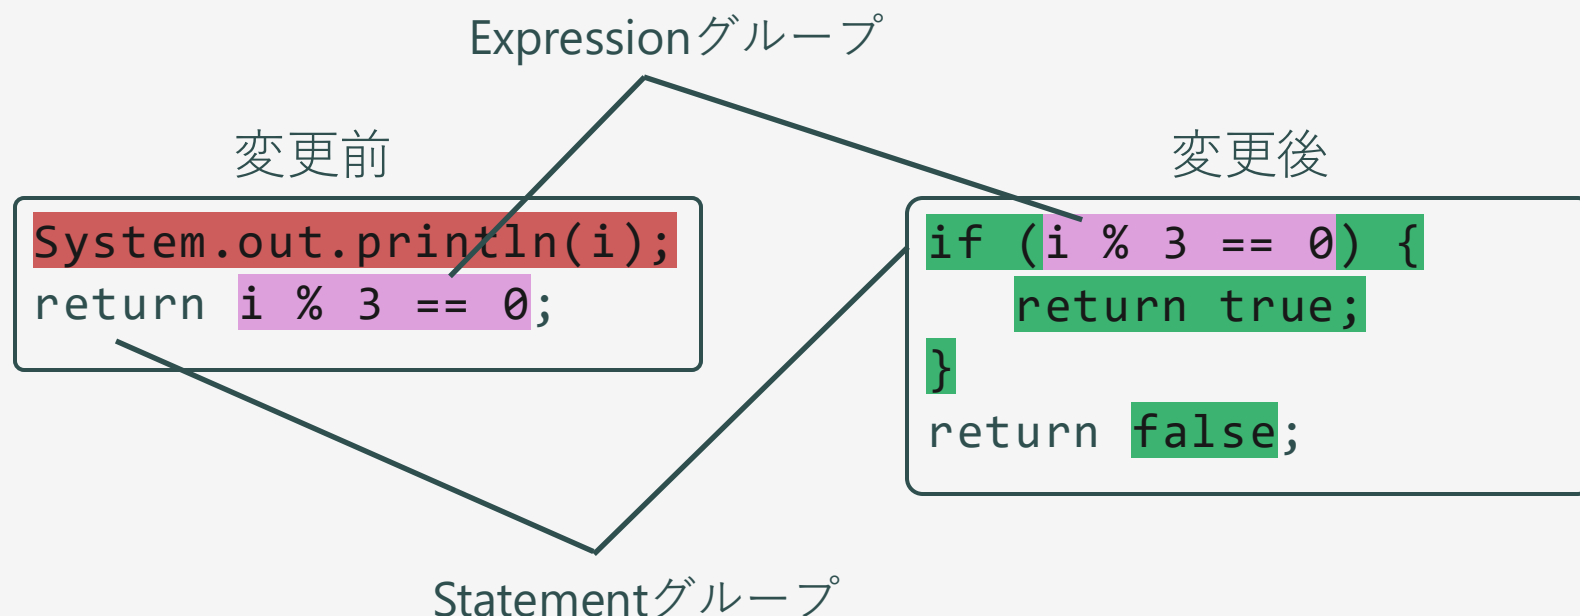 Expressionグループ
変更前
System.out.println(i);
return i % 3 == 0;
変更後
if (i % 3 == 0) {
    return true;
}
return false;
Statementグループ